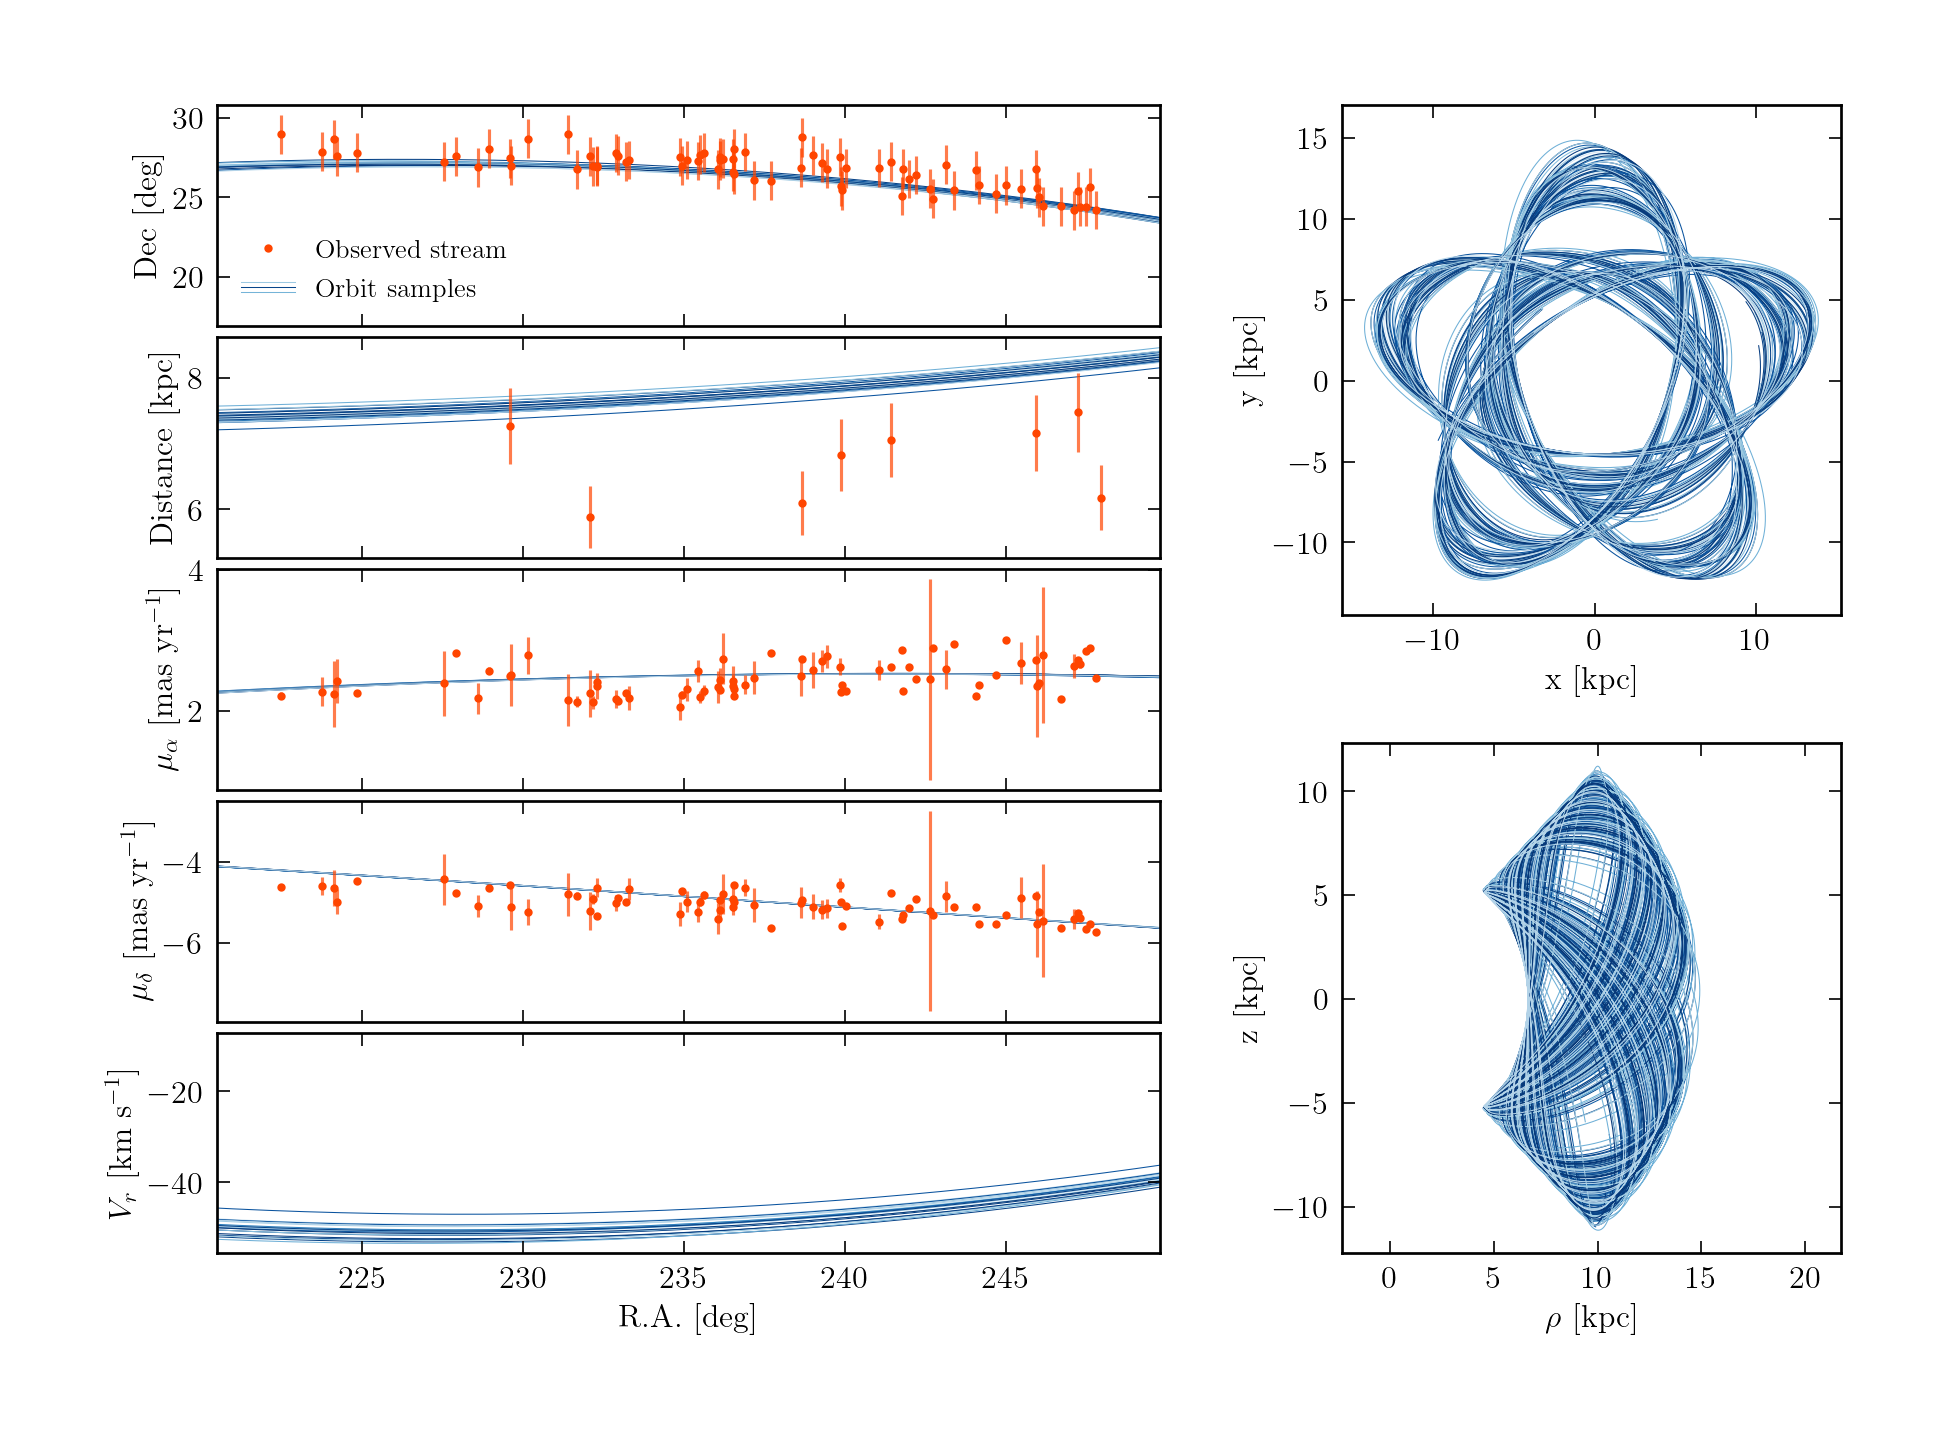 30
25
20
Dec [deg]
Observed stream
Orbit samples
8
6
Distance [kpc]
4
2
μα [mas yr⁻¹]
−4
−6
μδ [mas yr⁻¹]
−20
−40
Vr [km s⁻¹]
225 230 235 240 245
R.A. [deg]
15
10
5
0
−5
−10
y [kpc]
−10 0 10
x [kpc]
10
5
0
−5
−10
z [kpc]
0 5 10 15 20
ρ [kpc]